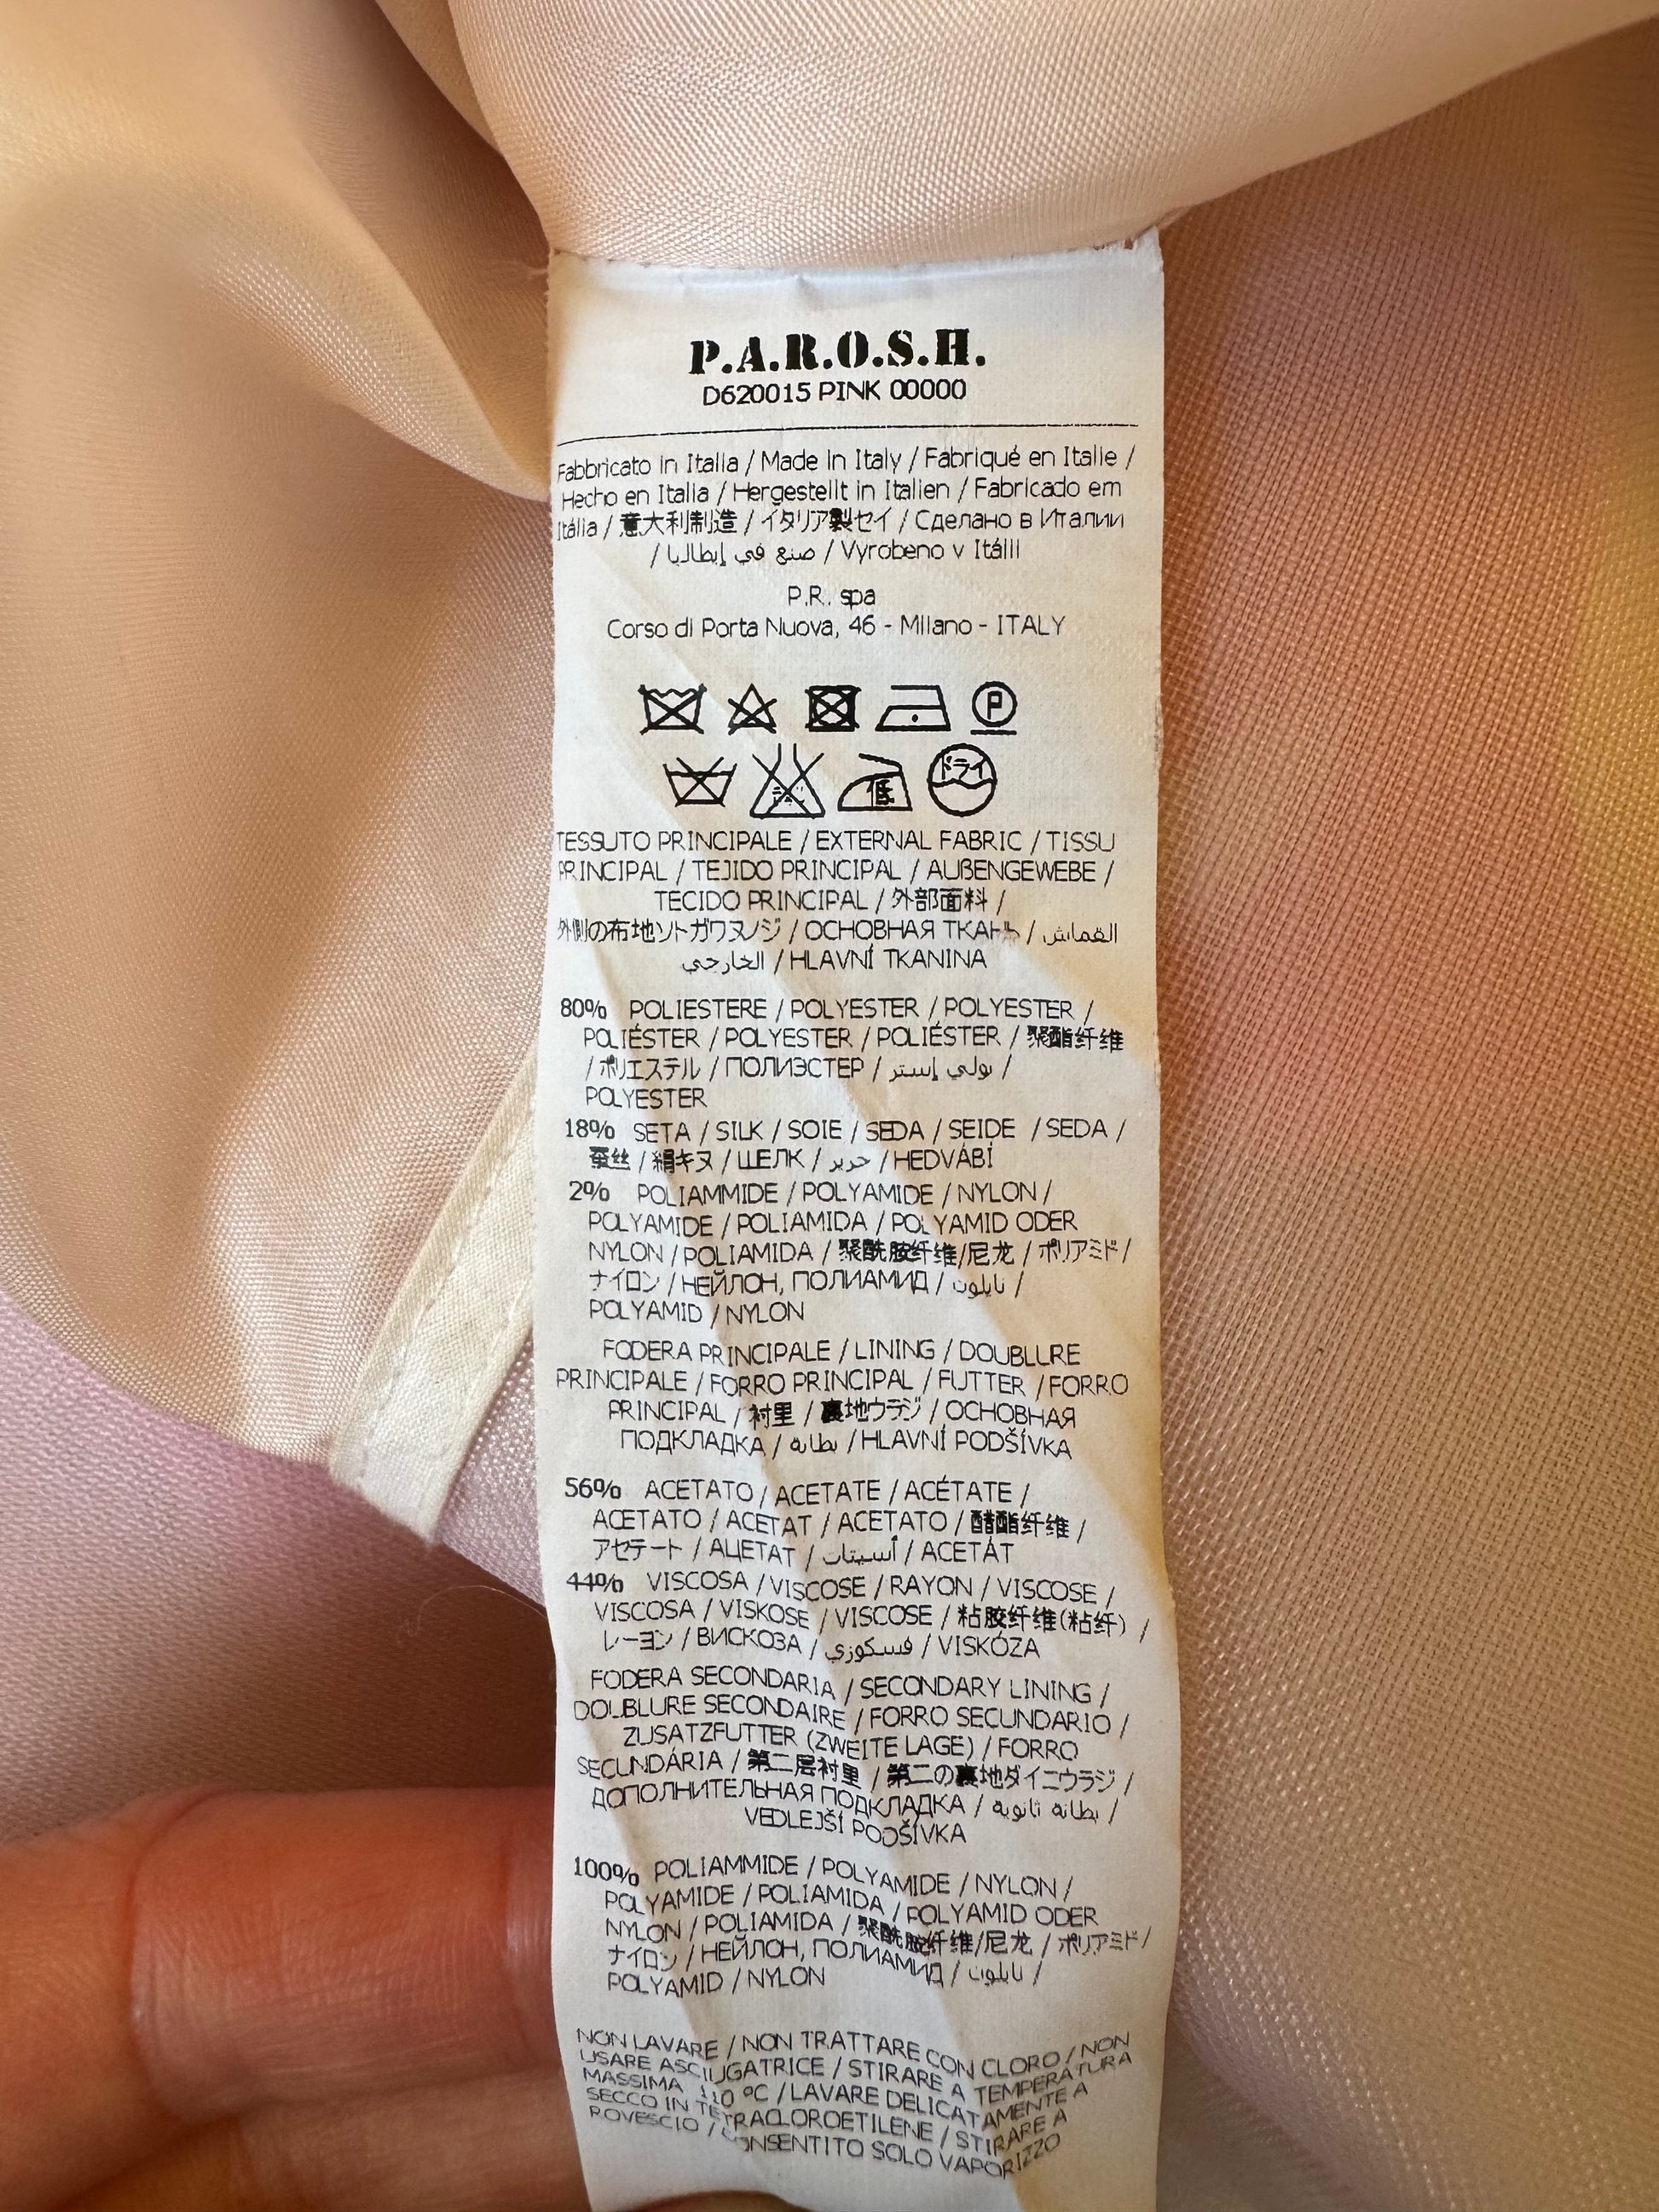 P.A.R.O.S.H.
D620015 PINK 00000
Fabbricato in Italia / Made in Italy / Fabriqué en Italie /
Hecho en Italia / Hergestellt in Italien / Fabricado em
Itália / 意大利制造 / イタリア製セイ / Сделано в Италии
/ صنع في إيطاليا / Vyrobeno v Itálii
P.R. spa
Corso di Porta Nuova, 46 - Milano - ITALY
P
ドライ
低
TESSUTO PRINCIPALE / EXTERNAL FABRIC / TISSU
PRINCIPAL / TEJIDO PRINCIPAL / AUßENGEWEBE /
TECIDO PRINCIPAL / 外部面料 /
外側の布地ソトガワヌノジ / ОСНОВНАЯ ТКАНЬ / القماش
الخارجي / HLAVNÍ TKANINA
80% POLIESTERE / POLYESTER / POLYESTER /
POLIÉSTER / POLYESTER / POLIÉSTER / 聚酯纤维
/ ポリエステル / ПОЛИЭСТЕР / بولي إستر /
POLYESTER
18% SETA / SILK / SOIE / SEDA / SEIDE / SEDA /
蚕丝 / 絹キヌ / ШЕЛК / حرير / HEDVÁBÍ
2% POLIAMMIDE / POLYAMIDE / NYLON /
POLYAMIDE / POLIAMIDA / POLYAMID ODER
NYLON / POLIAMIDA / 聚酰胺纤维/尼龙 / ポリアミド/
ナイロン / НЕЙЛОН, ПОЛИАМИД / نايلون /
POLYAMID / NYLON
FODERA PRINCIPALE / LINING / DOUBLURE
PRINCIPALE / FORRO PRINCIPAL / FUTTER / FORRO
PRINCIPAL / 衬里 / 裏地ウラジ / ОСНОВНАЯ
ПОДКЛАДКА / بطانة / HLAVNÍ PODŠÍVKA
56% ACETATO / ACETATE / ACÉTATE /
ACETATO / ACETAT / ACETATO / 醋酯纤维 /
アセテート / АЦЕТАТ / أسيتات / ACETÁT
44% VISCOSA / VISCOSE / RAYON / VISCOSE /
VISCOSA / VISKOSE / VISCOSE / 粘胶纤维(粘纤) /
レーヨン / ВИСКОЗА / فسكوزي / VISKÓZA
FODERA SECONDARIA / SECONDARY LINING /
DOUBLURE SECONDAIRE / FORRO SECUNDARIO /
ZUSATZFUTTER (ZWEITE LAGE) / FORRO
SECUNDÁRIA / 第二层衬里 / 第二の裏地ダイニウラジ /
ДОПОЛНИТЕЛЬНАЯ ПОДКЛАДКА / بطانة ثانوية /
VEDLEJŠÍ PODŠÍVKA
100% POLIAMMIDE / POLYAMIDE / NYLON /
POLYAMIDE / POLIAMIDA / POLYAMID ODER
NYLON / POLIAMIDA / 聚酰胺纤维/尼龙 / ポリアミド/
ナイロン / НЕЙЛОН, ПОЛИАМИД / نايلون /
POLYAMID / NYLON
NON LAVARE / NON TRATTARE CON CLORO / NON
USARE ASCIUGATRICE / STIRARE A TEMPERATURA
MASSIMA 110 °C / LAVARE DELICATAMENTE A
SECCO IN TETRACLOROETILENE / STIRARE A
ROVESCIO / CONSENTITO SOLO VAPORIZZO